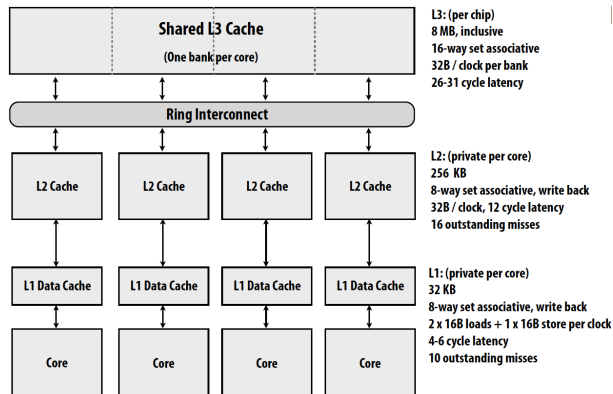 Shared L3 Cache
(One bank per core)
L3: (per chip)
8 MB, inclusive
16-way set associative
32B / clock per bank
26-31 cycle latency
Ring Interconnect
L2 Cache
L2 Cache
L2 Cache
L2 Cache
L2: (private per core)
256 KB
8-way set associative, write back
32B / clock, 12 cycle latency
16 outstanding misses
L1 Data Cache
L1 Data Cache
L1 Data Cache
L1 Data Cache
L1: (private per core)
32 KB
8-way set associative, write back
2 x 16B loads + 1 x 16B store per clock
4-6 cycle latency
10 outstanding misses
Core
Core
Core
Core